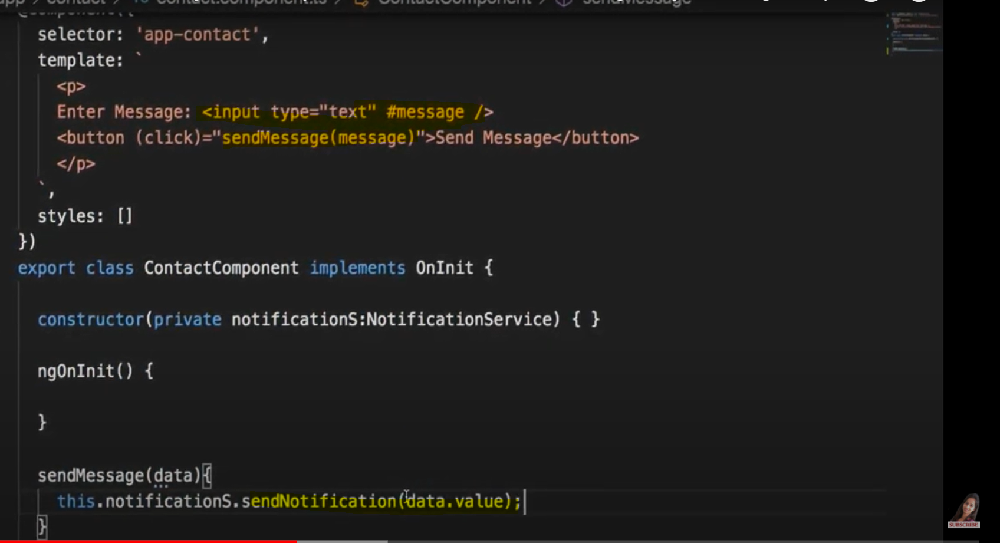 selector: 'app-contact',
template: `
<p>
Enter Message: <input type="text" #message />
<button (click)="sendMessage(message)">Send Message</button>
</p>
`,
styles: []
})
export class ContactComponent implements OnInit {
constructor(private notificationS:NotificationService) { }
ngOnInit() {
}
sendMessage(data){
this.notificationS.sendNotification(data.value);
}
SUBSCRIBE